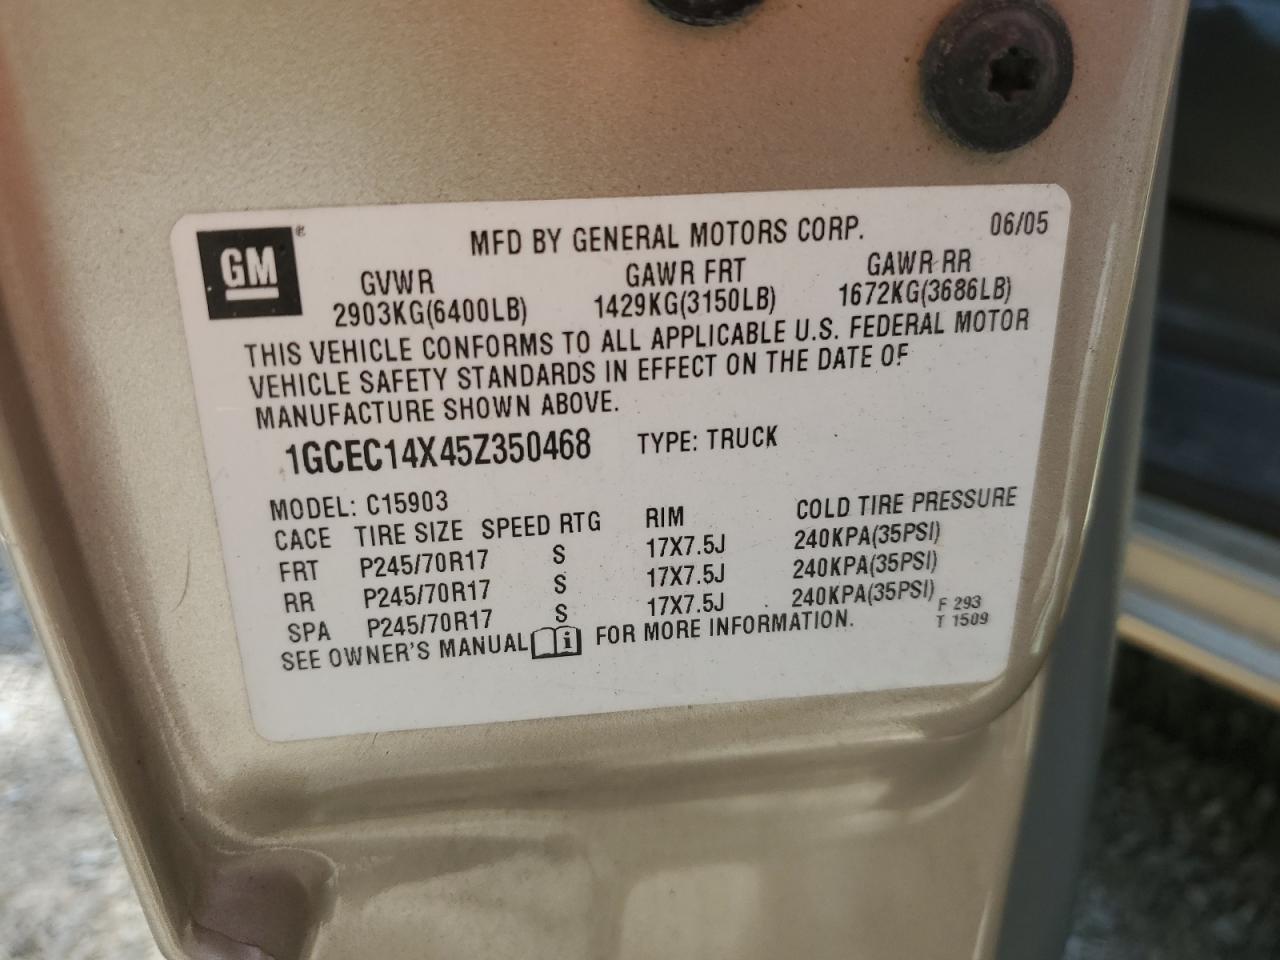 GM ®
MFD BY GENERAL MOTORS CORP. 06/05
GVWR GAWR FRT GAWR RR
2903KG(6400LB) 1429KG(3150LB) 1672KG(3686LB)
THIS VEHICLE CONFORMS TO ALL APPLICABLE U.S. FEDERAL MOTOR
VEHICLE SAFETY STANDARDS IN EFFECT ON THE DATE OF
MANUFACTURE SHOWN ABOVE.
1GCEC14X45Z350468 TYPE: TRUCK
MODEL: C15903
CACE TIRE SIZE SPEED RTG RIM COLD TIRE PRESSURE
FRT P245/70R17 S 17X7.5J 240KPA(35PSI)
RR P245/70R17 S 17X7.5J 240KPA(35PSI)
SPA P245/70R17 S 17X7.5J 240KPA(35PSI)
SEE OWNER'S MANUAL i FOR MORE INFORMATION.
F 293
T 1509